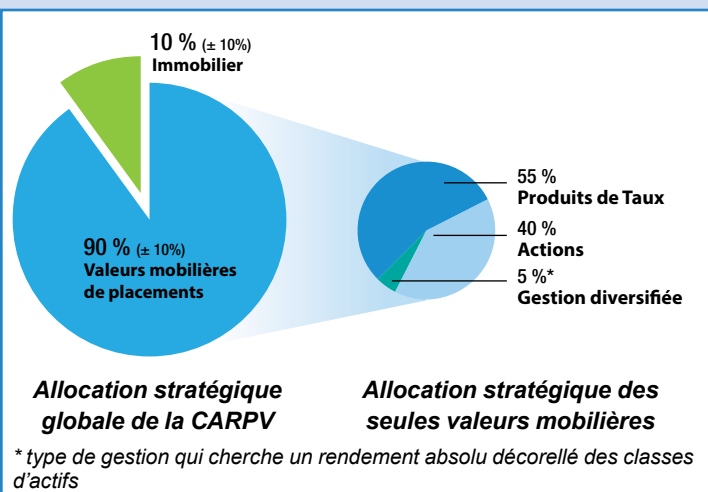 10 % (± 10%)
Immobilier
90 % (± 10%)
Valeurs mobilières
de placements
55 %
Produits de Taux
40 %
Actions
5 %*
Gestion diversifiée
Allocation stratégique
globale de la CARPV
Allocation stratégique des
seules valeurs mobilières
* type de gestion qui cherche un rendement absolu décorellé des classes
d'actifs